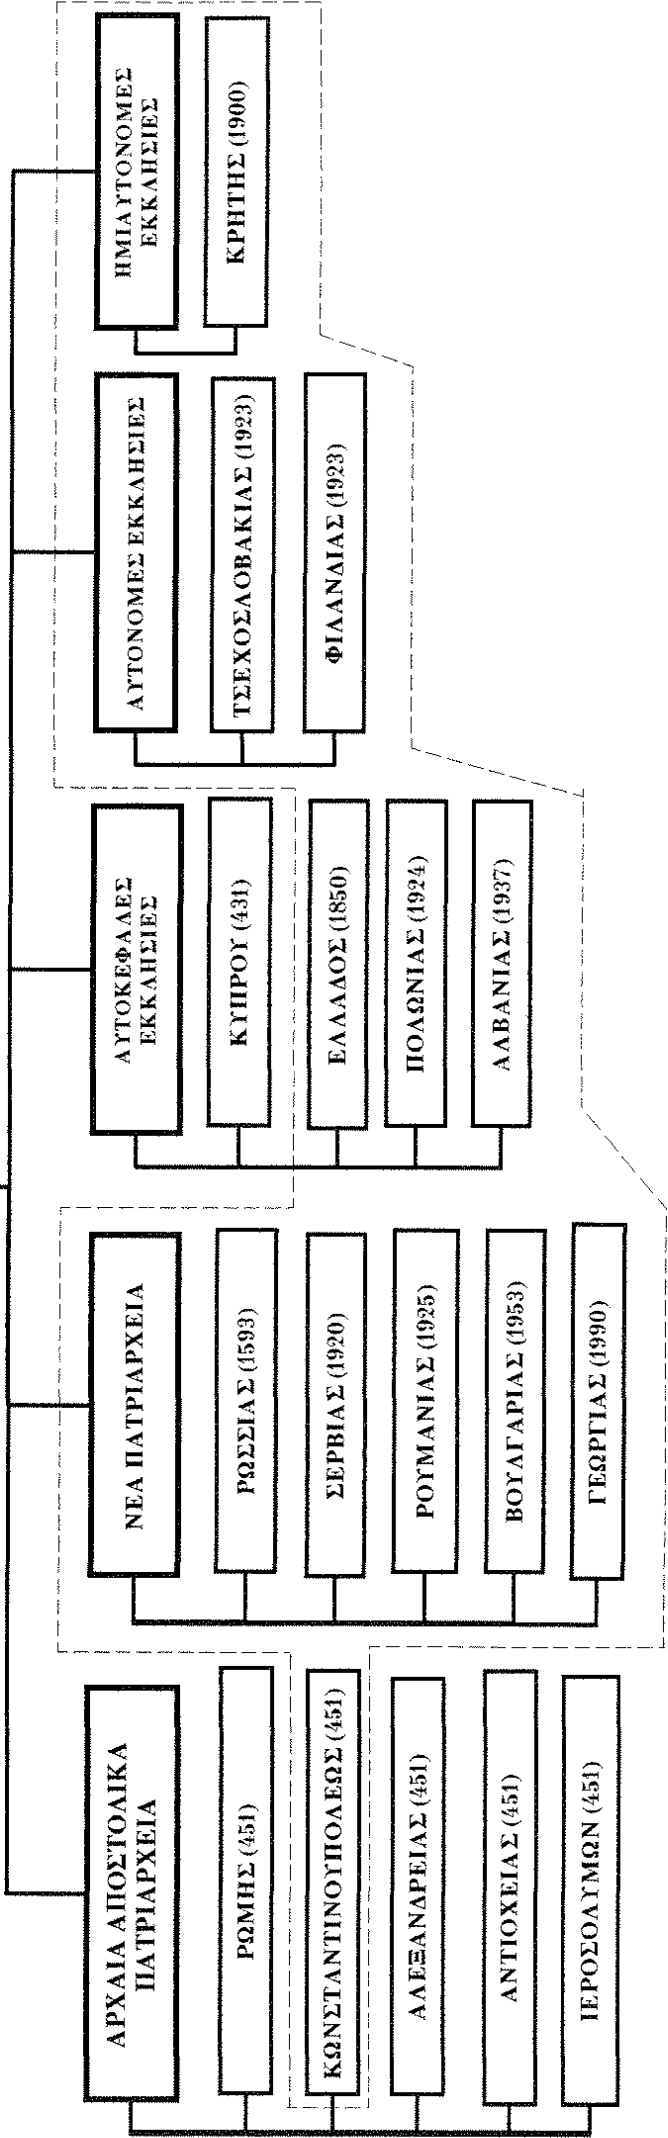 ΑΡΧΑΙΑ ΑΠΟΣΤΟΛΙΚΑ
ΠΑΤΡΙΑΡΧΕΙΑ
ΡΩΜΗΣ (451)
ΚΩΝΣΤΑΝΤΙΝΟΥΠΟΛΕΩΣ (451)
ΑΛΕΞΑΝΔΡΕΙΑΣ (451)
ΑΝΤΙΟΧΕΙΑΣ (451)
ΙΕΡΟΣΟΛΥΜΩΝ (451)
ΝΕΑ ΠΑΤΡΙΑΡΧΕΙΑ
ΡΩΣΣΙΑΣ (1593)
ΣΕΡΒΙΑΣ (1920)
ΡΟΥΜΑΝΙΑΣ (1925)
ΒΟΥΛΓΑΡΙΑΣ (1953)
ΓΕΩΡΓΙΑΣ (1990)
ΑΥΤΟΚΕΦΑΛΕΣ
ΕΚΚΛΗΣΙΕΣ
ΚΥΠΡΟΥ (431)
ΕΛΛΑΔΟΣ (1850)
ΠΟΛΩΝΙΑΣ (1924)
ΑΛΒΑΝΙΑΣ (1937)
ΑΥΤΟΝΟΜΕΣ ΕΚΚΛΗΣΙΕΣ
ΤΣΕΧΟΣΛΟΒΑΚΙΑΣ (1923)
ΦΙΛΑΝΔΙΑΣ (1923)
ΗΜΙΑΥΤΟΝΟΜΕΣ
ΕΚΚΛΗΣΙΕΣ
ΚΡΗΤΗΣ (1900)